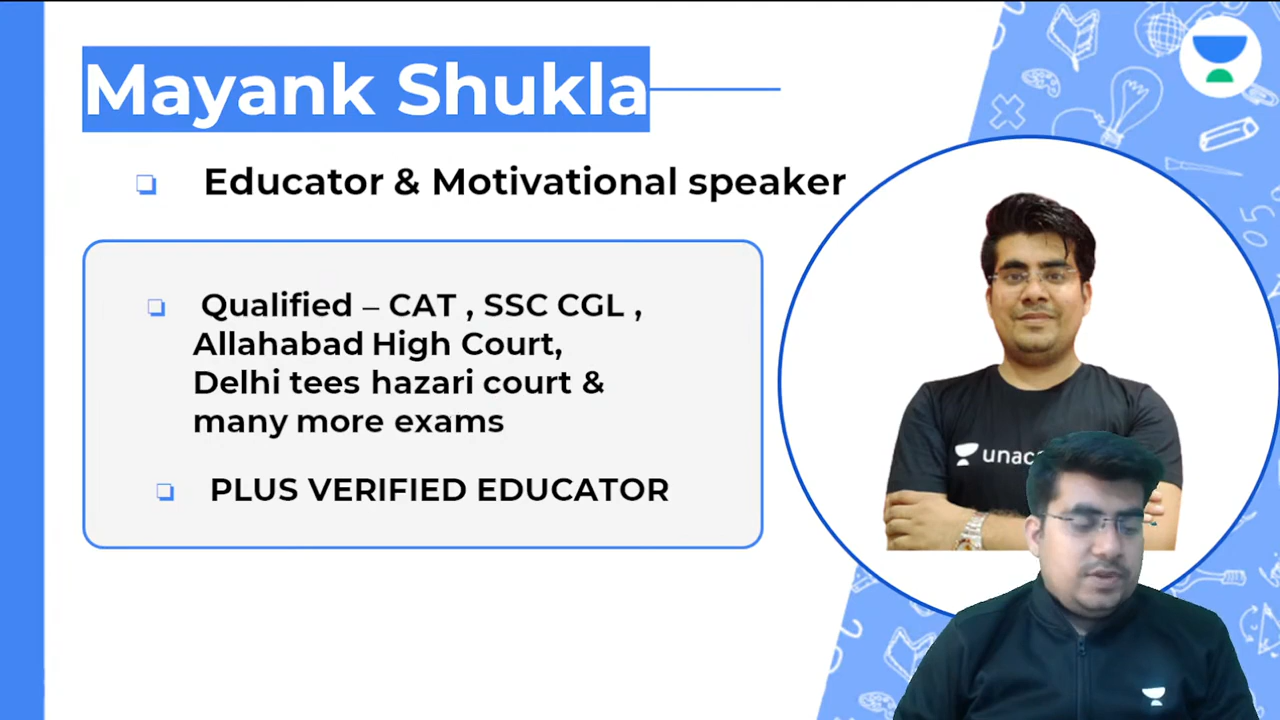 Mayank Shukla
Educator & Motivational speaker
Qualified – CAT , SSC CGL ,
Allahabad High Court,
Delhi tees hazari court &
many more exams
PLUS VERIFIED EDUCATOR